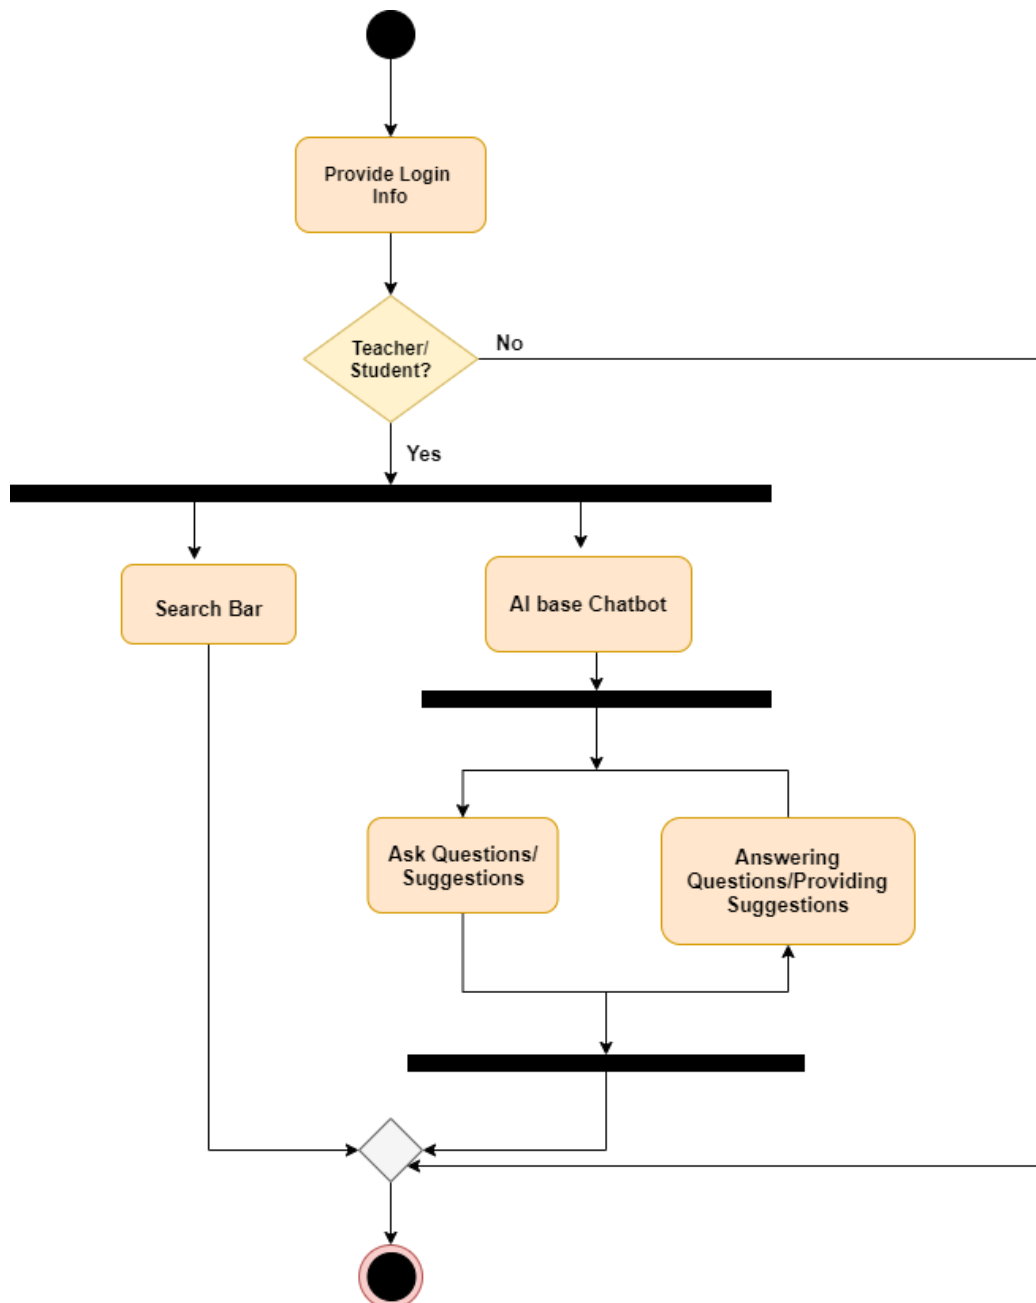 Provide Login
Info
Teacher/
Student?
No
Yes
Search Bar
AI base Chatbot
Ask Questions/
Suggestions
Answering
Questions/Providing
Suggestions